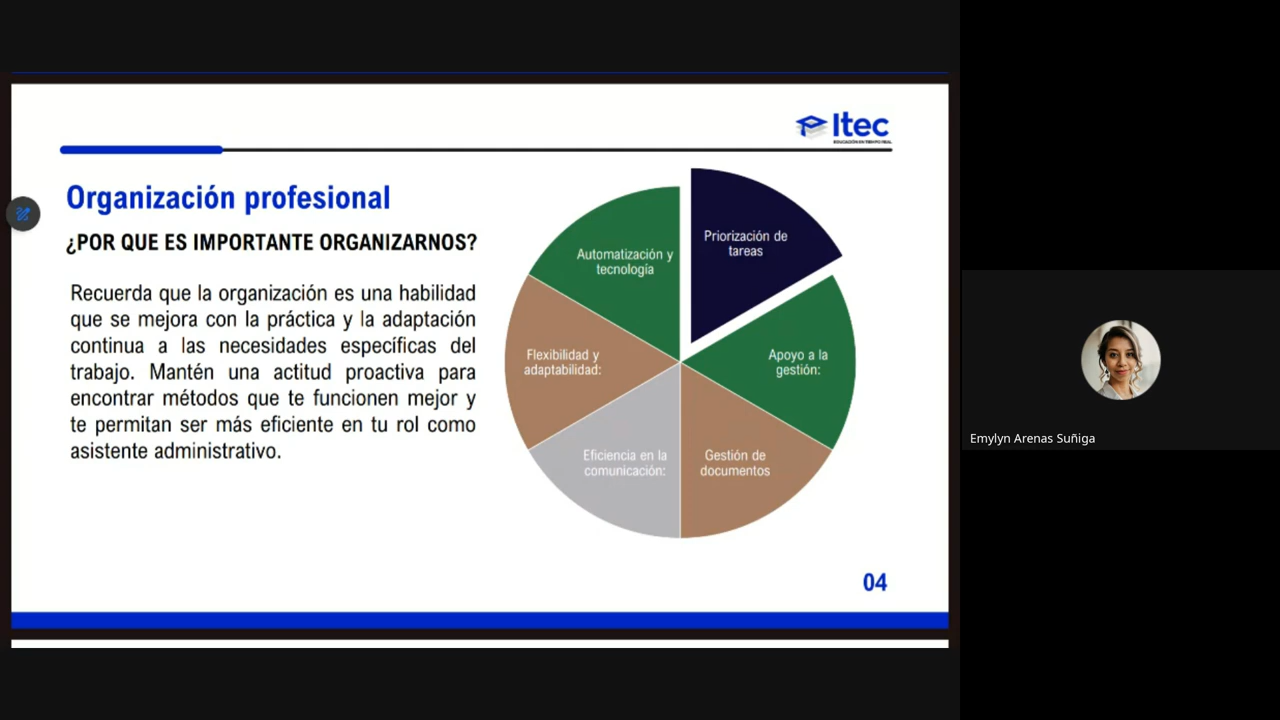 Itec
EDUCACIÓN EN TIEMPO REAL
Organización profesional
¿POR QUE ES IMPORTANTE ORGANIZARNOS?
Recuerda que la organización es una habilidad
que se mejora con la práctica y la adaptación
continua a las necesidades específicas del
trabajo. Mantén una actitud proactiva para
encontrar métodos que te funcionen mejor y
te permitan ser más eficiente en tu rol como
asistente administrativo.
Priorización de
tareas
Apoyo a la
gestión:
Gestión de
documentos
Eficiencia en la
comunicación:
Flexibilidad y
adaptabilidad:
Automatización y
tecnología
04
Emylyn Arenas Suñiga